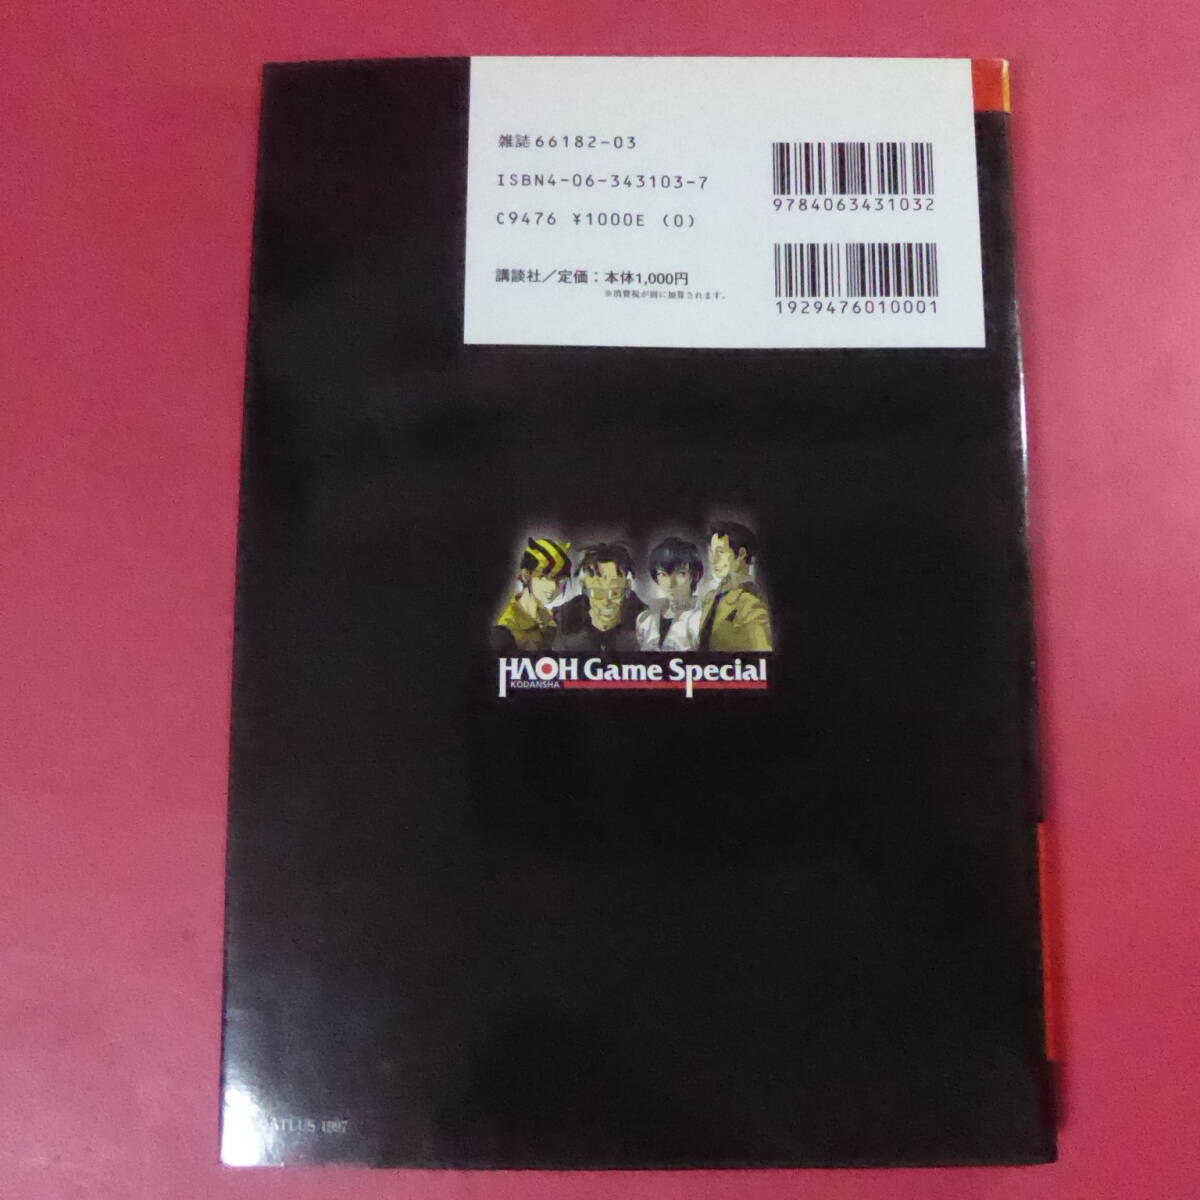 雑誌66182-03
ISBN4-06-343103-7
C9476 ¥1000E (0)
講談社/定価:本体1,000円
※消費税が別に加算されます。
9784063431032
1929476010001
HAOH Game Special
KODANSHA
©ATLUS 1997